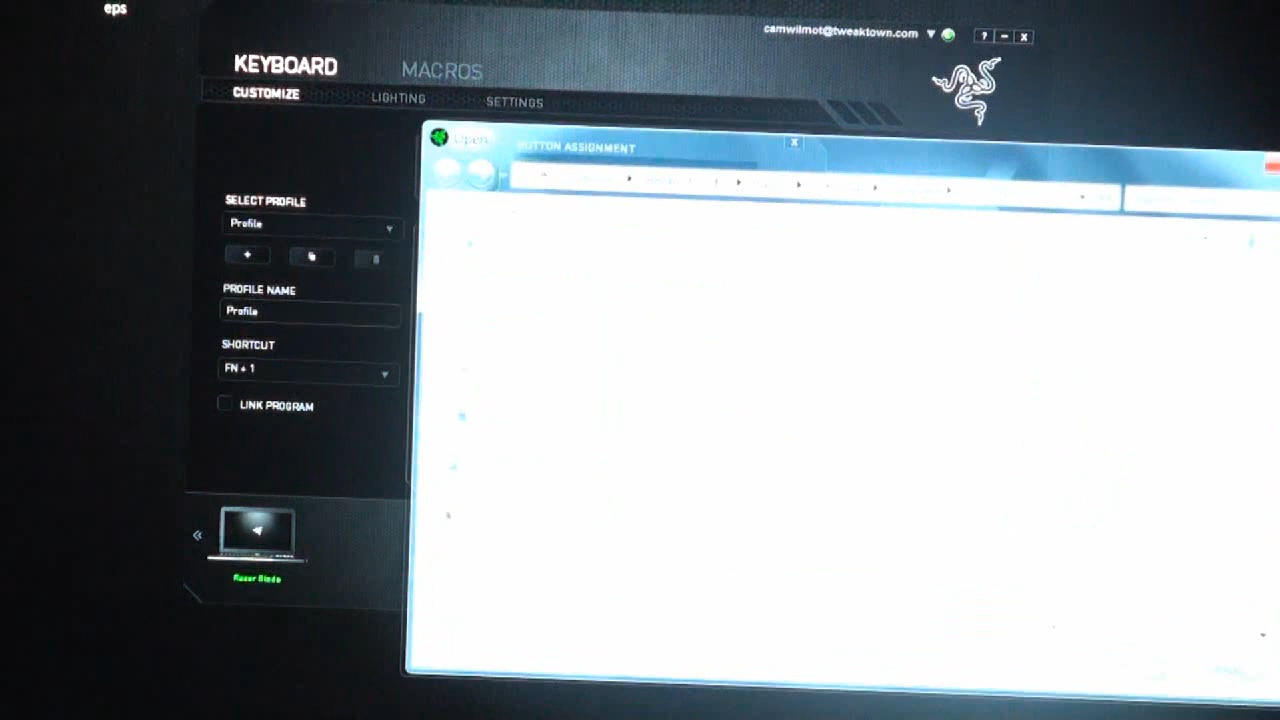 eps
camwilmot@tweaktown.com
? − x
KEYBOARD MACROS
CUSTOMIZE LIGHTING SETTINGS
Open
BUTTON ASSIGNMENT
x
SELECT PROFILE
Profile
+
PROFILE NAME
Profile
SHORTCUT
FN + 1
LINK PROGRAM
Razer Blade